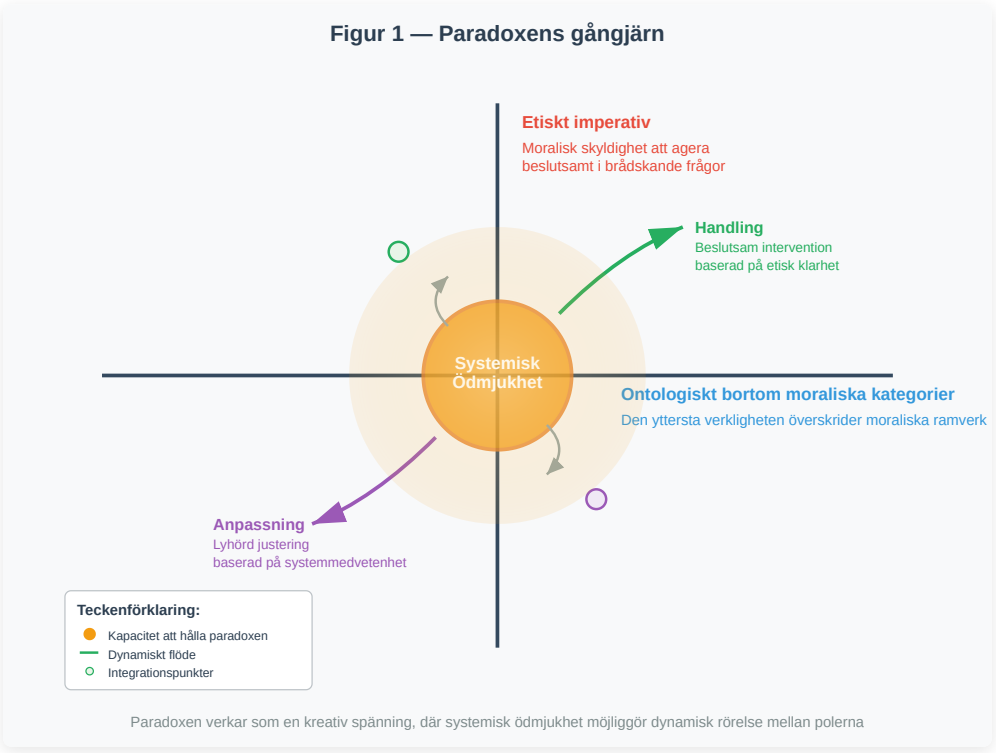 Figur 1 — Paradoxens gångjärn
Etiskt imperativ
Moralisk skyldighet att agera
beslutsamt i brådskande frågor
Handling
Beslutsam intervention
baserad på etisk klarhet
Systemisk
Ödmjukhet
Ontologiskt bortom moraliska kategorier
Den yttersta verkligheten överskrider moraliska ramverk
Anpassning
Lyhörd justering
baserad på systemmedvetenhet
Teckenförklaring:
Kapacitet att hålla paradoxen
Dynamiskt flöde
Integrationspunkter
Paradoxen verkar som en kreativ spänning, där systemisk ödmjukhet möjliggör dynamisk rörelse mellan polerna